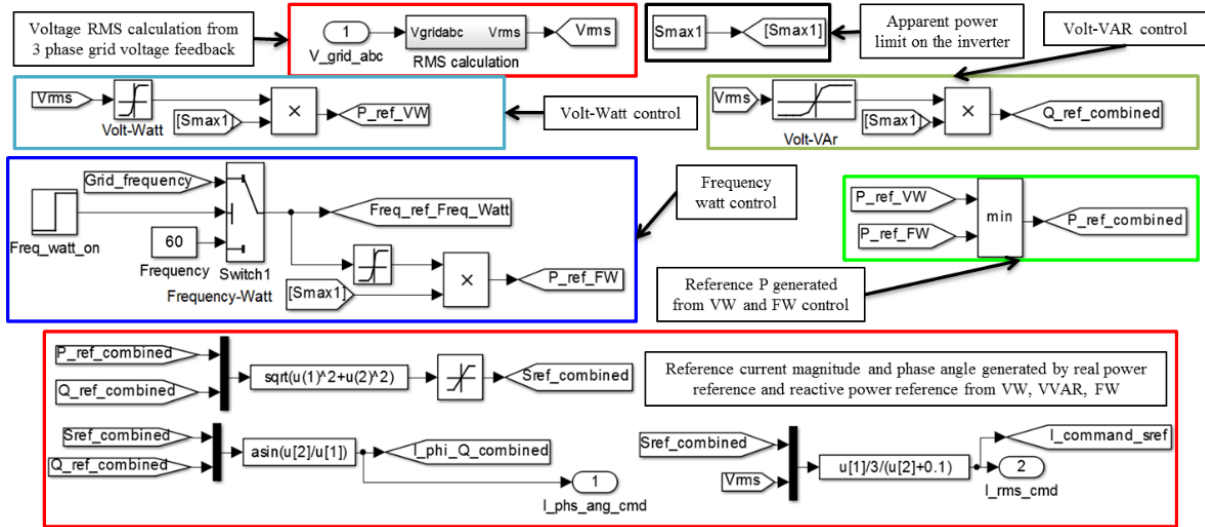 Voltage RMS calculation from
3 phase grid voltage feedback
1
V_grid_abc
Vgridabc
Vrms
RMS calculation
Vrms
Smax1
[Smax1]
Apparent power
limit on the inverter
Volt-VAR control
Vrms
Volt-Watt
[Smax1]
×
P_ref_VW
Volt-Watt control
Vrms
Volt-VAr
[Smax1]
×
Q_ref_combined
Grid_frequency
Freq_watt_on
60
Frequency
Switch1
Frequency-Watt
Freq_ref_Freq_Watt
[Smax1]
×
P_ref_FW
Frequency
watt control
P_ref_VW
P_ref_FW
min
P_ref_combined
Reference P generated
from VW and FW control
P_ref_combined
Q_ref_combined
sqrt(u(1)^2+u(2)^2)
Sref_combined
Reference current magnitude and phase angle generated by real power
reference and reactive power reference from VW, VVAR, FW
Sref_combined
Q_ref_combined
asin(u[2]/u[1])
I_phi_Q_combined
1
I_phs_ang_cmd
Sref_combined
Vrms
u[1]/3/(u[2]+0.1)
I_command_sref
2
I_rms_cmd